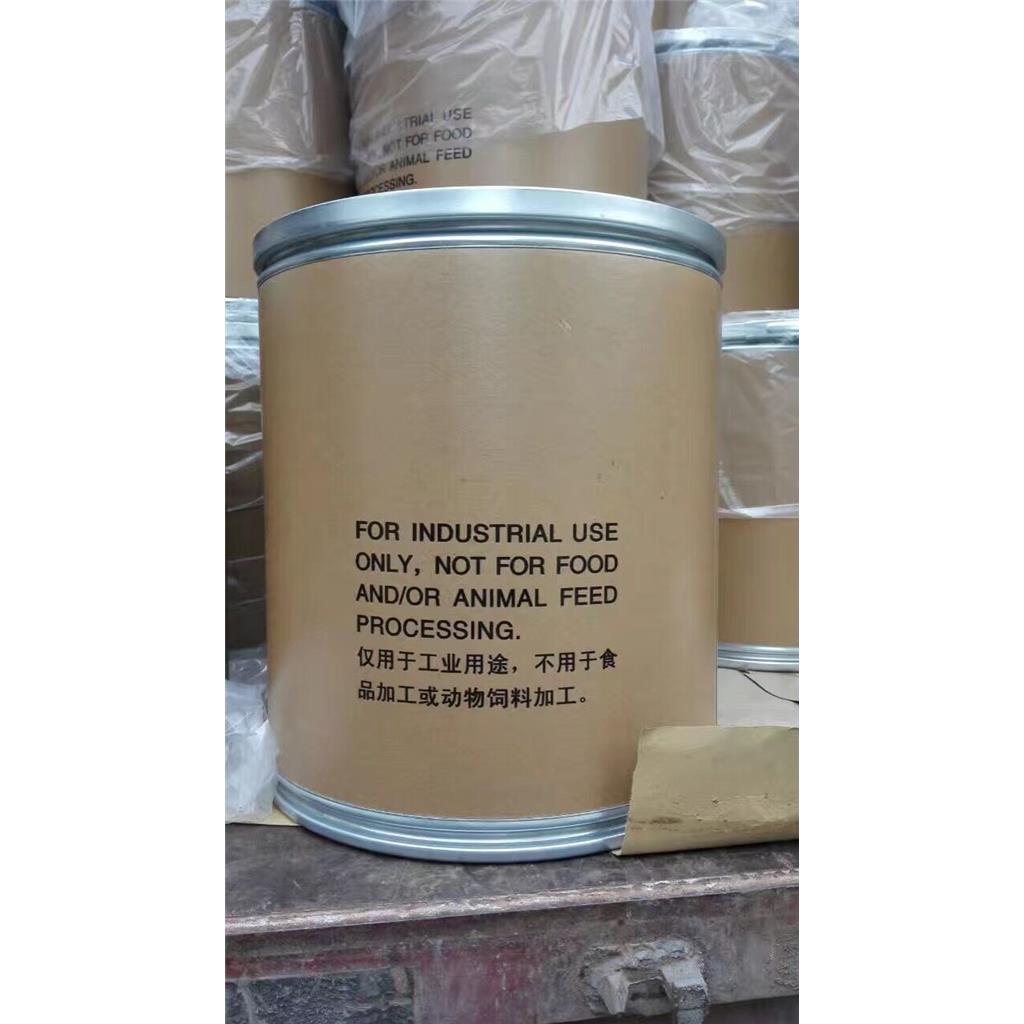 TRIAL USE
NOT FOR FOOD
OR ANIMAL FEED
PROCESSING.
FOR INDUSTRIAL USE
ONLY, NOT FOR FOOD
AND/OR ANIMAL FEED
PROCESSING.
仅用于工业用途，不用于食
品加工或动物饲料加工。